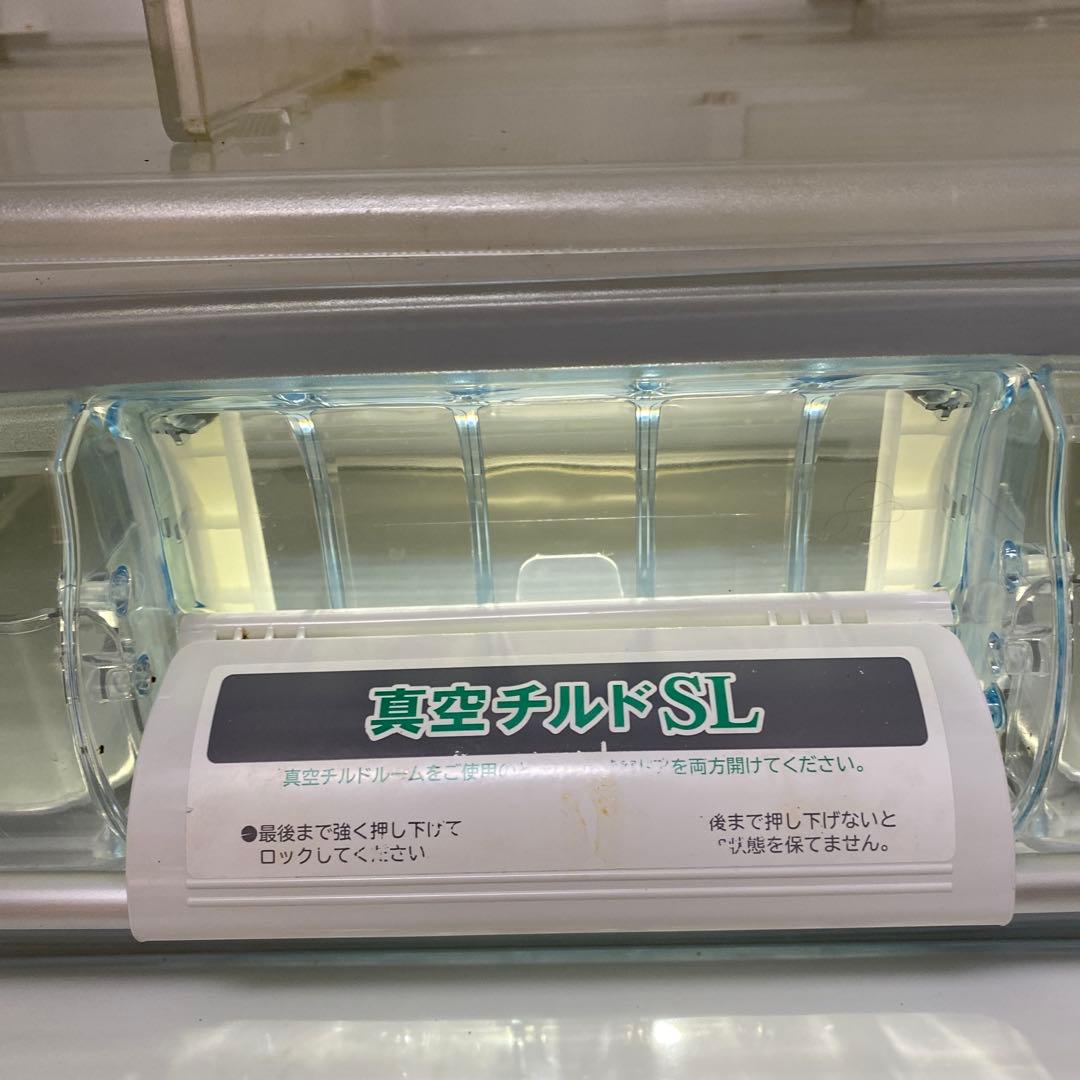 真空チルドSL
真空チルドルームをご使用の を両方開けてください。
●最後まで強く押し下げて
ロックしてください
後まで押し下げないと
状態を保てません。